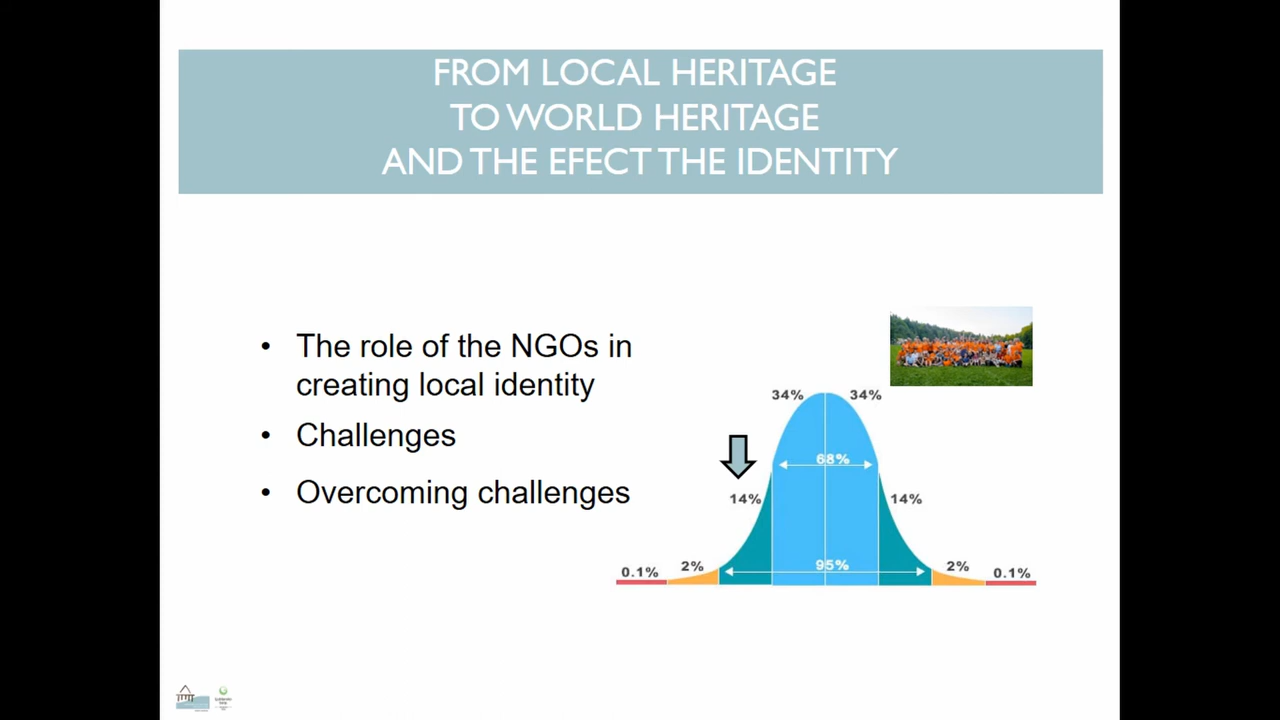 FROM LOCAL HERITAGE
TO WORLD HERITAGE
AND THE EFECT THE IDENTITY
• The role of the NGOs in
creating local identity
• Challenges
• Overcoming challenges
34% 34%
68%
14% 14%
95%
0.1% 2% 2% 0.1%